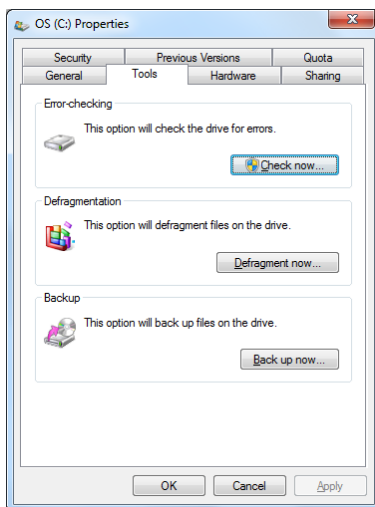 OS (C:) Properties
Security Previous Versions Quota
General Tools Hardware Sharing
Error-checking
This option will check the drive for errors.
Check now...
Defragmentation
This option will defragment files on the drive.
Defragment now...
Backup
This option will back up files on the drive.
Back up now...
OK Cancel Apply